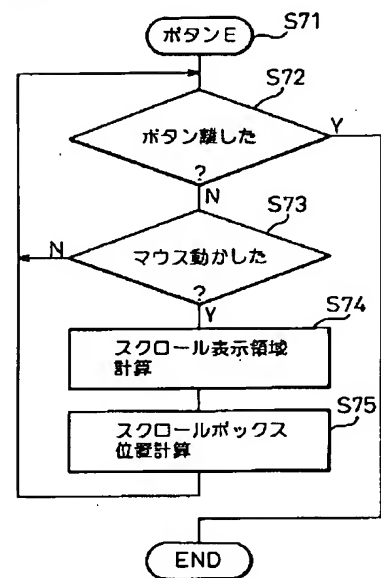 ボタンE
S71
S72
ボタン離した
?
Y
N
S73
マウス動かした
?
N
Y
S74
スクロール表示領域
計算
S75
スクロールボックス
位置計算
END